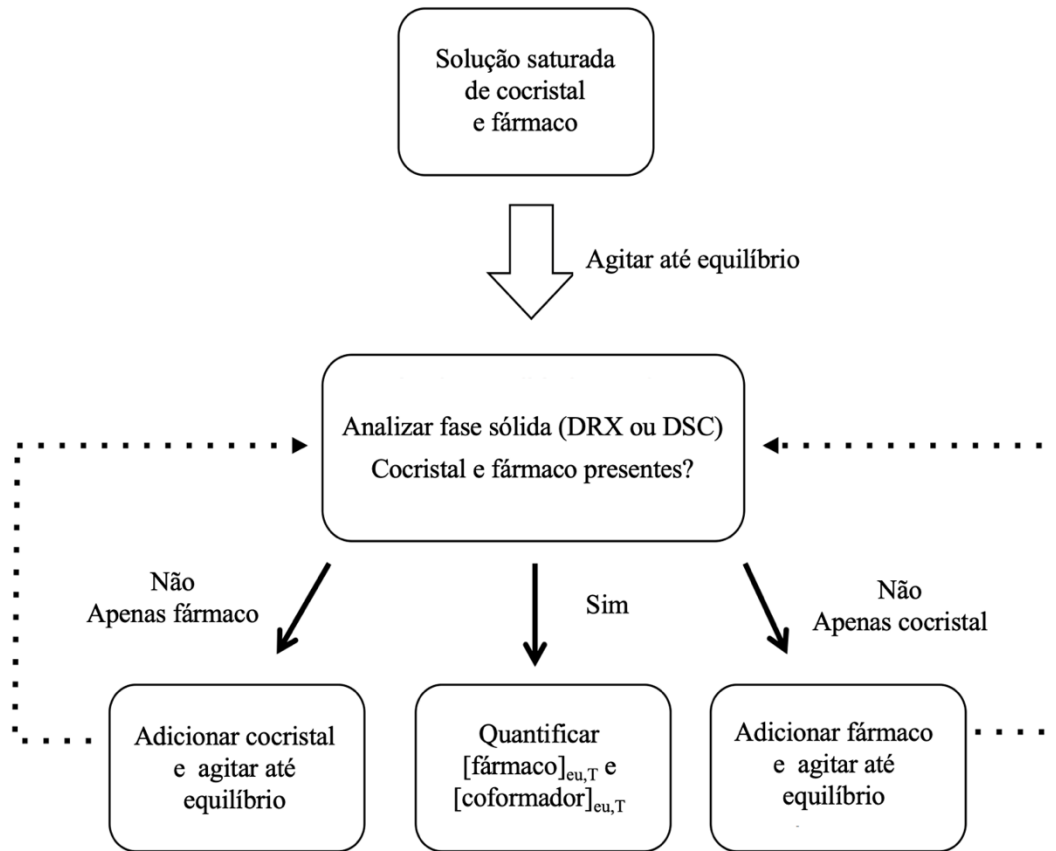 Solução saturada
de cocristal
e fármaco
Agitar até equilíbrio
Analizar fase sólida (DRX ou DSC)
Cocristal e fármaco presentes?
Não
Apenas fármaco
Sim
Não
Apenas cocristal
Adicionar cocristal
e agitar até
equilíbrio
Quantificar
[fármaco]eu,T e
[coformador]eu,T
Adicionar fármaco
e agitar até
equilíbrio